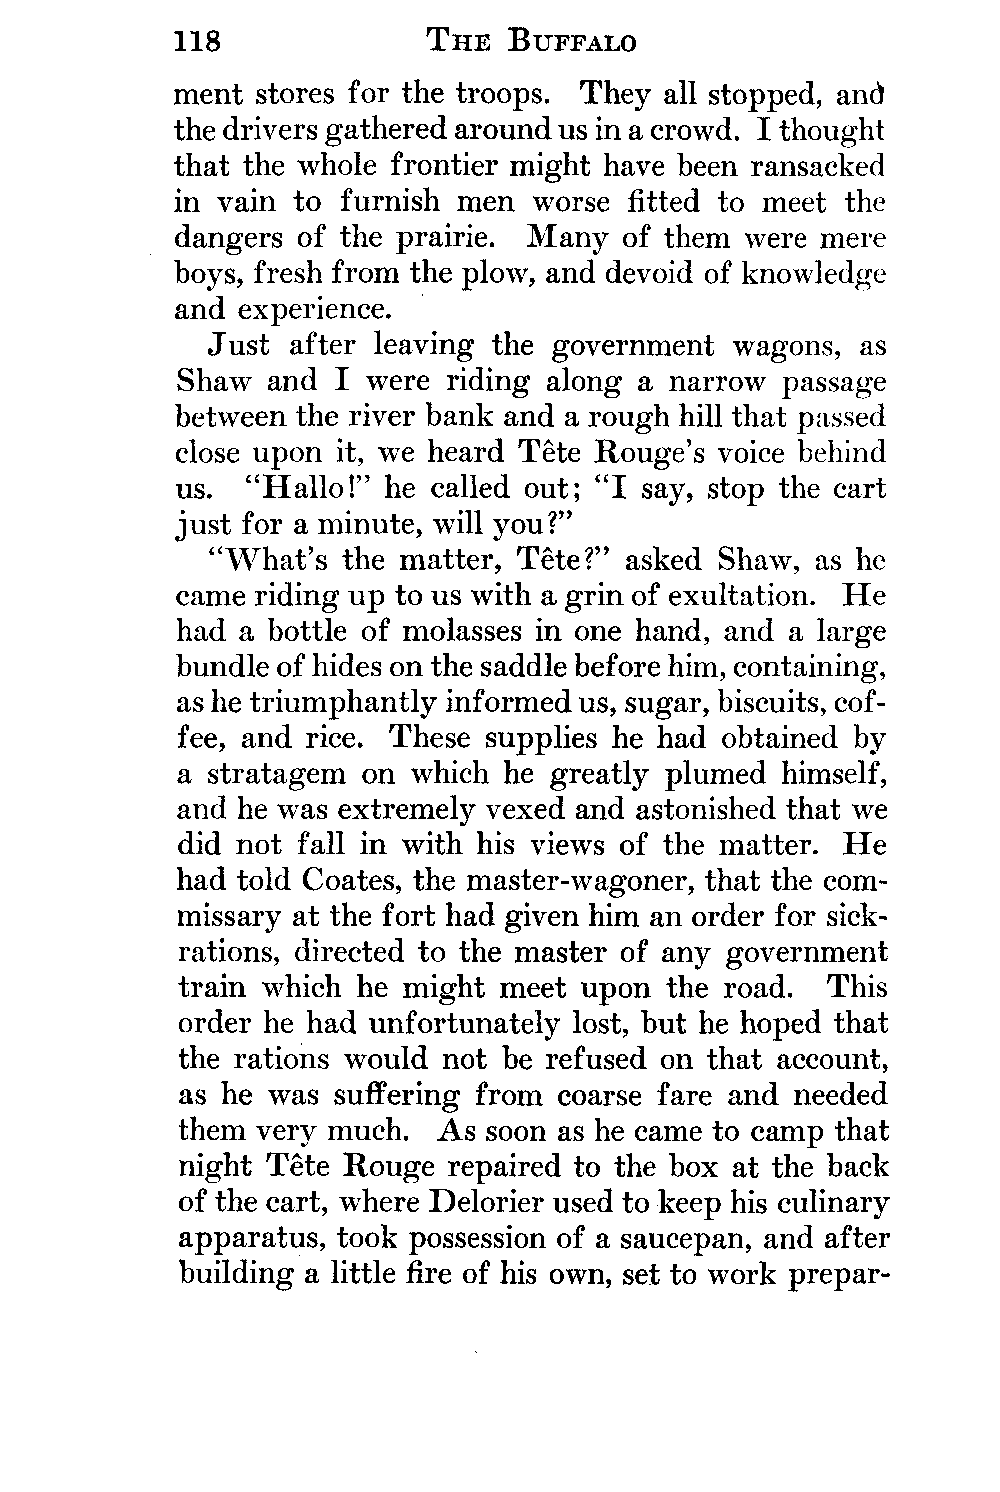 118 THE BUFFALO
ment stores for the troops. They all stopped, and
the drivers gathered around us in a crowd. I thought
that the whole frontier might have been ransacked
in vain to furnish men worse fitted to meet the
dangers of the prairie. Many of them were mere
boys, fresh from the plow, and devoid of knowledge
and experience.
Just after leaving the government wagons, as
Shaw and I were riding along a narrow passage
between the river bank and a rough hill that passed
close upon it, we heard Tête Rouge's voice behind
us. "Hallo!" he called out; "I say, stop the cart
just for a minute, will you?"
"What's the matter, Tête?" asked Shaw, as he
came riding up to us with a grin of exultation. He
had a bottle of molasses in one hand, and a large
bundle of hides on the saddle before him, containing,
as he triumphantly informed us, sugar, biscuits, cof-
fee, and rice. These supplies he had obtained by
a stratagem on which he greatly plumed himself,
and he was extremely vexed and astonished that we
did not fall in with his views of the matter. He
had told Coates, the master-wagoner, that the com-
missary at the fort had given him an order for sick-
rations, directed to the master of any government
train which he might meet upon the road. This
order he had unfortunately lost, but he hoped that
the rations would not be refused on that account,
as he was suffering from coarse fare and needed
them very much. As soon as he came to camp that
night Tête Rouge repaired to the box at the back
of the cart, where Delorier used to keep his culinary
apparatus, took possession of a saucepan, and after
building a little fire of his own, set to work prepar-